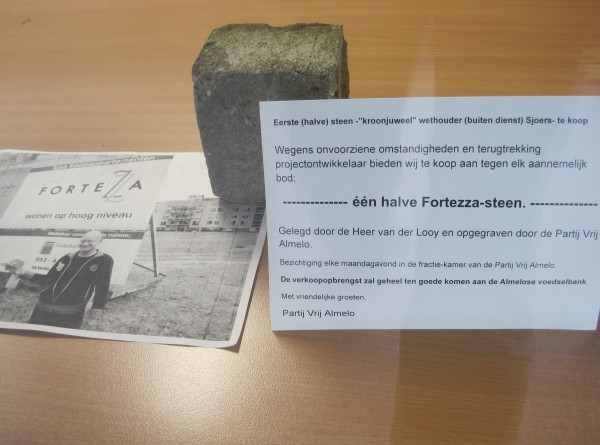 FORTEZZA
wonen op hoog niveau
Eerste (halve) steen -"kroonjuweel" wethouder (buiten dienst) Sjoers- te koop
Wegens onvoorziene omstandigheden en terugtrekking
projectontwikkelaar bieden wij te koop aan tegen elk aannemelijk
bod:
-------------- één halve Fortezza-steen. --------------
Gelegd door de Heer van der Looy en opgegraven door de Partij Vrij
Almelo.
Bezichtiging elke maandagavond in de fractie-kamer van de Partij Vrij Almelo.
De verkoopopbrengst zal geheel ten goede komen aan de Almelose voedselbank
Met vriendelijke groeten,
Partij Vrij Almelo